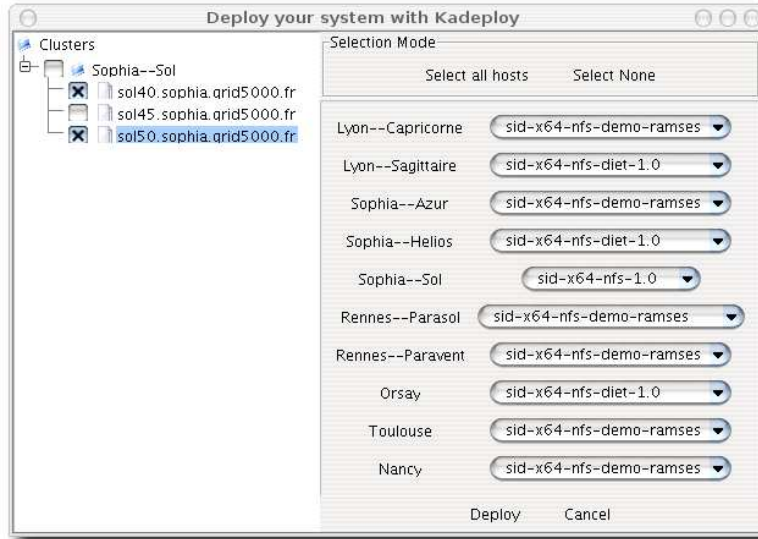 Deploy your system with Kadeploy
Clusters
Sophia--Sol
sol40.sophia.grid5000.fr
sol45.sophia.grid5000.fr
sol50.sophia.grid5000.fr
Selection Mode
Select all hosts Select None
Lyon--Capricorne sid-x64-nfs-demo-ramses
Lyon--Sagittaire sid-x64-nfs-diet-1.0
Sophia--Azur sid-x64-nfs-demo-ramses
Sophia--Helios sid-x64-nfs-diet-1.0
Sophia--Sol sid-x64-nfs-1.0
Rennes--Parasol sid-x64-nfs-demo-ramses
Rennes--Paravent sid-x64-nfs-demo-ramses
Orsay sid-x64-nfs-diet-1.0
Toulouse sid-x64-nfs-demo-ramses
Nancy sid-x64-nfs-demo-ramses
Deploy Cancel